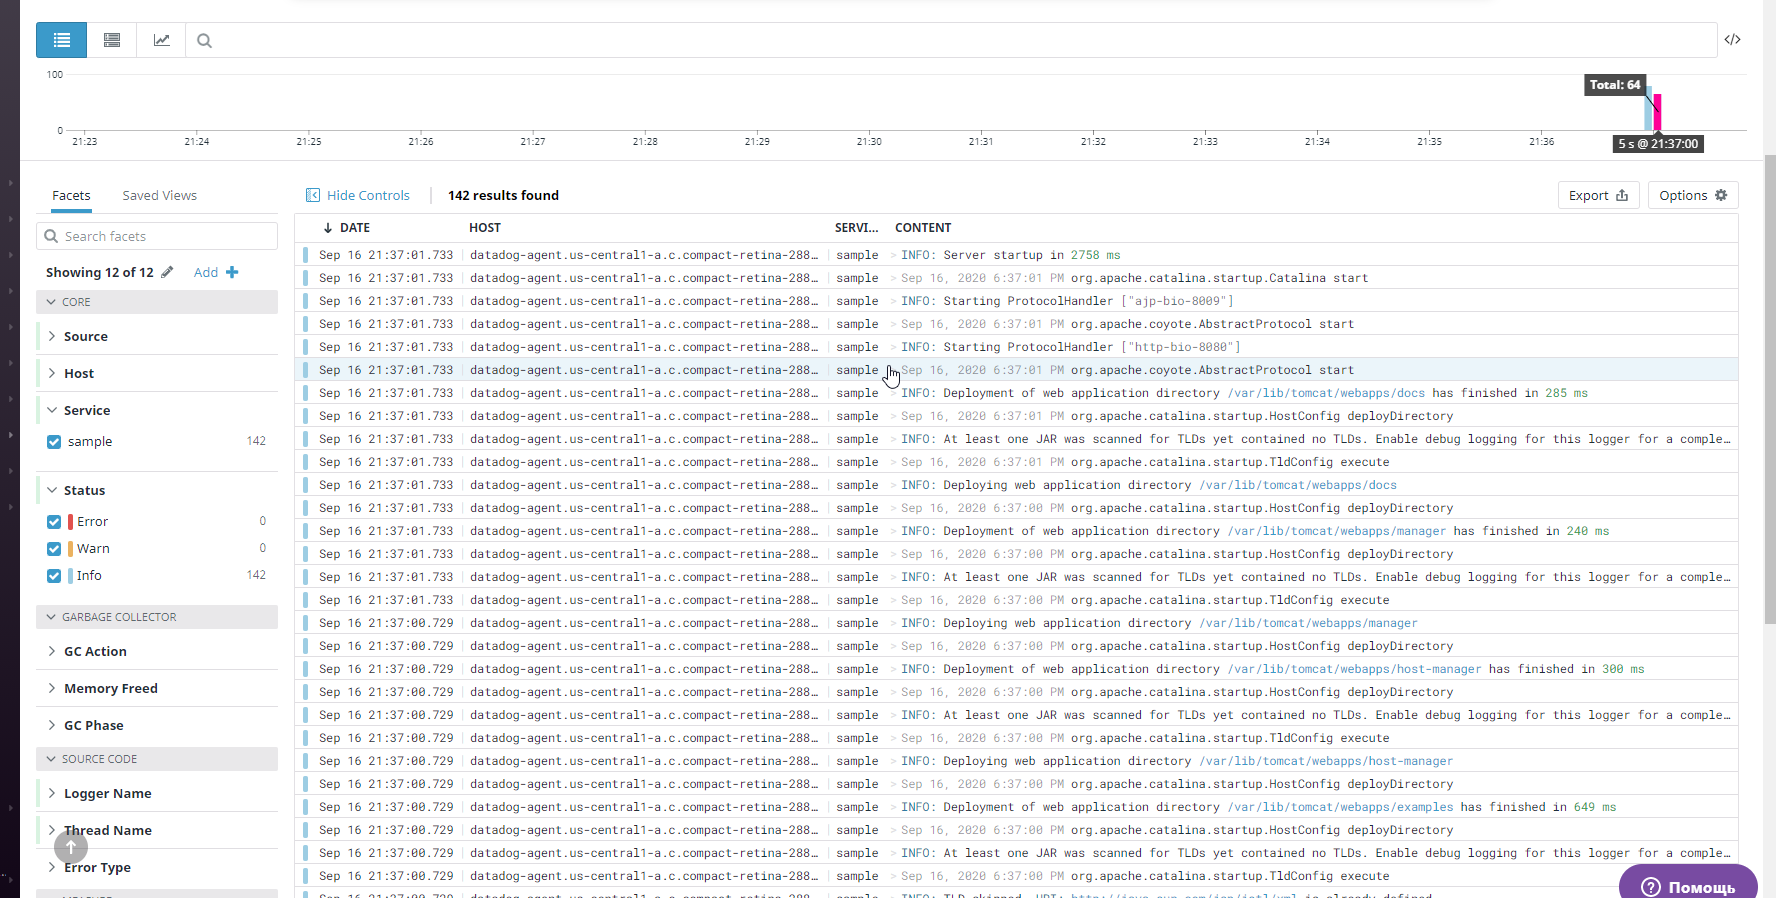 </>
100
Total: 64
0
21:23 21:24 21:25 21:26 21:27 21:28 21:29 21:30 21:31 21:32 21:33 21:34 21:35 21:36
5 s @ 21:37:00
Facets Saved Views
Search facets
Showing 12 of 12 Add
CORE
Source
Host
Service
sample 142
Status
Error 0
Warn 0
Info 142
GARBAGE COLLECTOR
GC Action
Memory Freed
GC Phase
SOURCE CODE
Logger Name
Thread Name
Error Type
Hide Controls 142 results found Export Options
DATE HOST SERVI... CONTENT
Sep 16 21:37:01.733 datadog-agent.us-central1-a.c.compact-retina-288… sample > INFO: Server startup in 2758 ms
Sep 16 21:37:01.733 datadog-agent.us-central1-a.c.compact-retina-288… sample > Sep 16, 2020 6:37:01 PM org.apache.catalina.startup.Catalina start
Sep 16 21:37:01.733 datadog-agent.us-central1-a.c.compact-retina-288… sample > INFO: Starting ProtocolHandler ["ajp-bio-8009"]
Sep 16 21:37:01.733 datadog-agent.us-central1-a.c.compact-retina-288… sample > Sep 16, 2020 6:37:01 PM org.apache.coyote.AbstractProtocol start
Sep 16 21:37:01.733 datadog-agent.us-central1-a.c.compact-retina-288… sample > INFO: Starting ProtocolHandler ["http-bio-8080"]
Sep 16 21:37:01.733 datadog-agent.us-central1-a.c.compact-retina-288… sample Sep 16, 2020 6:37:01 PM org.apache.coyote.AbstractProtocol start
Sep 16 21:37:01.733 datadog-agent.us-central1-a.c.compact-retina-288… sample > INFO: Deployment of web application directory /var/lib/tomcat/webapps/docs has finished in 285 ms
Sep 16 21:37:01.733 datadog-agent.us-central1-a.c.compact-retina-288… sample > Sep 16, 2020 6:37:01 PM org.apache.catalina.startup.HostConfig deployDirectory
Sep 16 21:37:01.733 datadog-agent.us-central1-a.c.compact-retina-288… sample > INFO: At least one JAR was scanned for TLDs yet contained no TLDs. Enable debug logging for this logger for a comple…
Sep 16 21:37:01.733 datadog-agent.us-central1-a.c.compact-retina-288… sample > Sep 16, 2020 6:37:01 PM org.apache.catalina.startup.TldConfig execute
Sep 16 21:37:01.733 datadog-agent.us-central1-a.c.compact-retina-288… sample > INFO: Deploying web application directory /var/lib/tomcat/webapps/docs
Sep 16 21:37:01.733 datadog-agent.us-central1-a.c.compact-retina-288… sample > Sep 16, 2020 6:37:00 PM org.apache.catalina.startup.HostConfig deployDirectory
Sep 16 21:37:01.733 datadog-agent.us-central1-a.c.compact-retina-288… sample > INFO: Deployment of web application directory /var/lib/tomcat/webapps/manager has finished in 240 ms
Sep 16 21:37:01.733 datadog-agent.us-central1-a.c.compact-retina-288… sample > Sep 16, 2020 6:37:00 PM org.apache.catalina.startup.HostConfig deployDirectory
Sep 16 21:37:01.733 datadog-agent.us-central1-a.c.compact-retina-288… sample > INFO: At least one JAR was scanned for TLDs yet contained no TLDs. Enable debug logging for this logger for a comple…
Sep 16 21:37:01.733 datadog-agent.us-central1-a.c.compact-retina-288… sample > Sep 16, 2020 6:37:00 PM org.apache.catalina.startup.TldConfig execute
Sep 16 21:37:00.729 datadog-agent.us-central1-a.c.compact-retina-288… sample > INFO: Deploying web application directory /var/lib/tomcat/webapps/manager
Sep 16 21:37:00.729 datadog-agent.us-central1-a.c.compact-retina-288… sample > Sep 16, 2020 6:37:00 PM org.apache.catalina.startup.HostConfig deployDirectory
Sep 16 21:37:00.729 datadog-agent.us-central1-a.c.compact-retina-288… sample > INFO: Deployment of web application directory /var/lib/tomcat/webapps/host-manager has finished in 300 ms
Sep 16 21:37:00.729 datadog-agent.us-central1-a.c.compact-retina-288… sample > Sep 16, 2020 6:37:00 PM org.apache.catalina.startup.HostConfig deployDirectory
Sep 16 21:37:00.729 datadog-agent.us-central1-a.c.compact-retina-288… sample > INFO: At least one JAR was scanned for TLDs yet contained no TLDs. Enable debug logging for this logger for a comple…
Sep 16 21:37:00.729 datadog-agent.us-central1-a.c.compact-retina-288… sample > Sep 16, 2020 6:37:00 PM org.apache.catalina.startup.TldConfig execute
Sep 16 21:37:00.729 datadog-agent.us-central1-a.c.compact-retina-288… sample > INFO: Deploying web application directory /var/lib/tomcat/webapps/host-manager
Sep 16 21:37:00.729 datadog-agent.us-central1-a.c.compact-retina-288… sample > Sep 16, 2020 6:37:00 PM org.apache.catalina.startup.HostConfig deployDirectory
Sep 16 21:37:00.729 datadog-agent.us-central1-a.c.compact-retina-288… sample > INFO: Deployment of web application directory /var/lib/tomcat/webapps/examples has finished in 649 ms
Sep 16 21:37:00.729 datadog-agent.us-central1-a.c.compact-retina-288… sample > Sep 16, 2020 6:37:00 PM org.apache.catalina.startup.HostConfig deployDirectory
Sep 16 21:37:00.729 datadog-agent.us-central1-a.c.compact-retina-288… sample > INFO: At least one JAR was scanned for TLDs yet contained no TLDs. Enable debug logging for this logger for a comple…
Sep 16 21:37:00.729 datadog-agent.us-central1-a.c.compact-retina-288… sample > Sep 16, 2020 6:37:00 PM org.apache.catalina.startup.TldConfig execute
Помощь